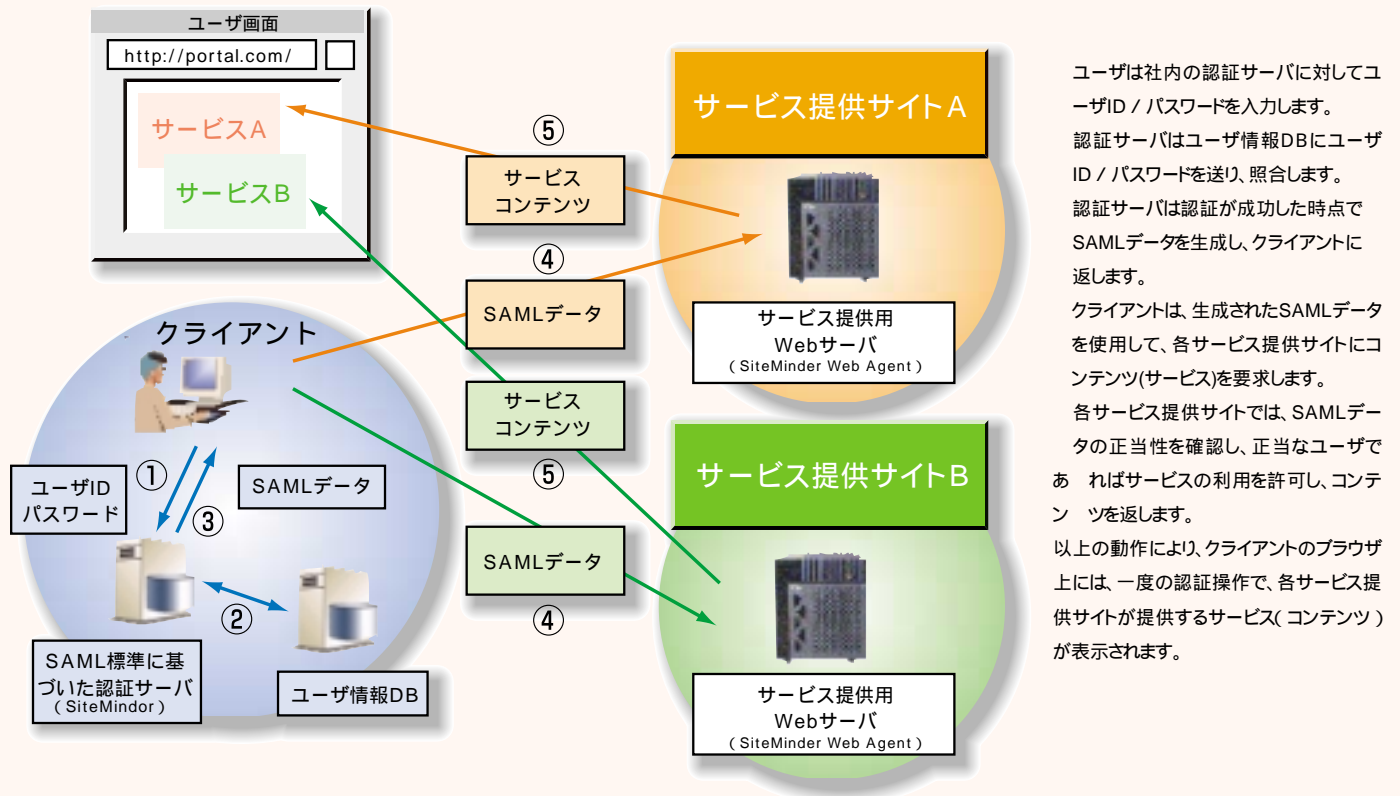 ユーザ画面
http://portal.com/
サービスA
サービスB
クライアント
①
ユーザID
パスワード
③
SAMLデータ
②
SAML標準に基
づいた認証サーバ
（SiteMindor）
ユーザ情報DB
⑤
サービス
コンテンツ
④
SAMLデータ
サービス
コンテンツ
⑤
SAMLデータ
④
サービス提供サイトA
サービス提供用
Webサーバ
（SiteMinder Web Agent）
サービス提供サイトB
サービス提供用
Webサーバ
（SiteMinder Web Agent）
ユーザは社内の認証サーバに対してユ
ーザID / パスワードを入力します。
認証サーバはユーザ情報DBにユーザ
ID / パスワードを送り、照合します。
認証サーバは認証が成功した時点で
SAMLデータを生成し、クライアントに
返します。
クライアントは、生成されたSAMLデータ
を使用して、各サービス提供サイトにコ
ンテンツ(サービス)を要求します。
各サービス提供サイトでは、SAMLデー
タの正当性を確認し、正当なユーザで
あ　ればサービスの利用を許可し、コンテ
ン　ツを返します。
以上の動作により、クライアントのブラウザ
上には、一度の認証操作で、各サービス提
供サイトが提供するサービス(コンテンツ)
が表示されます。